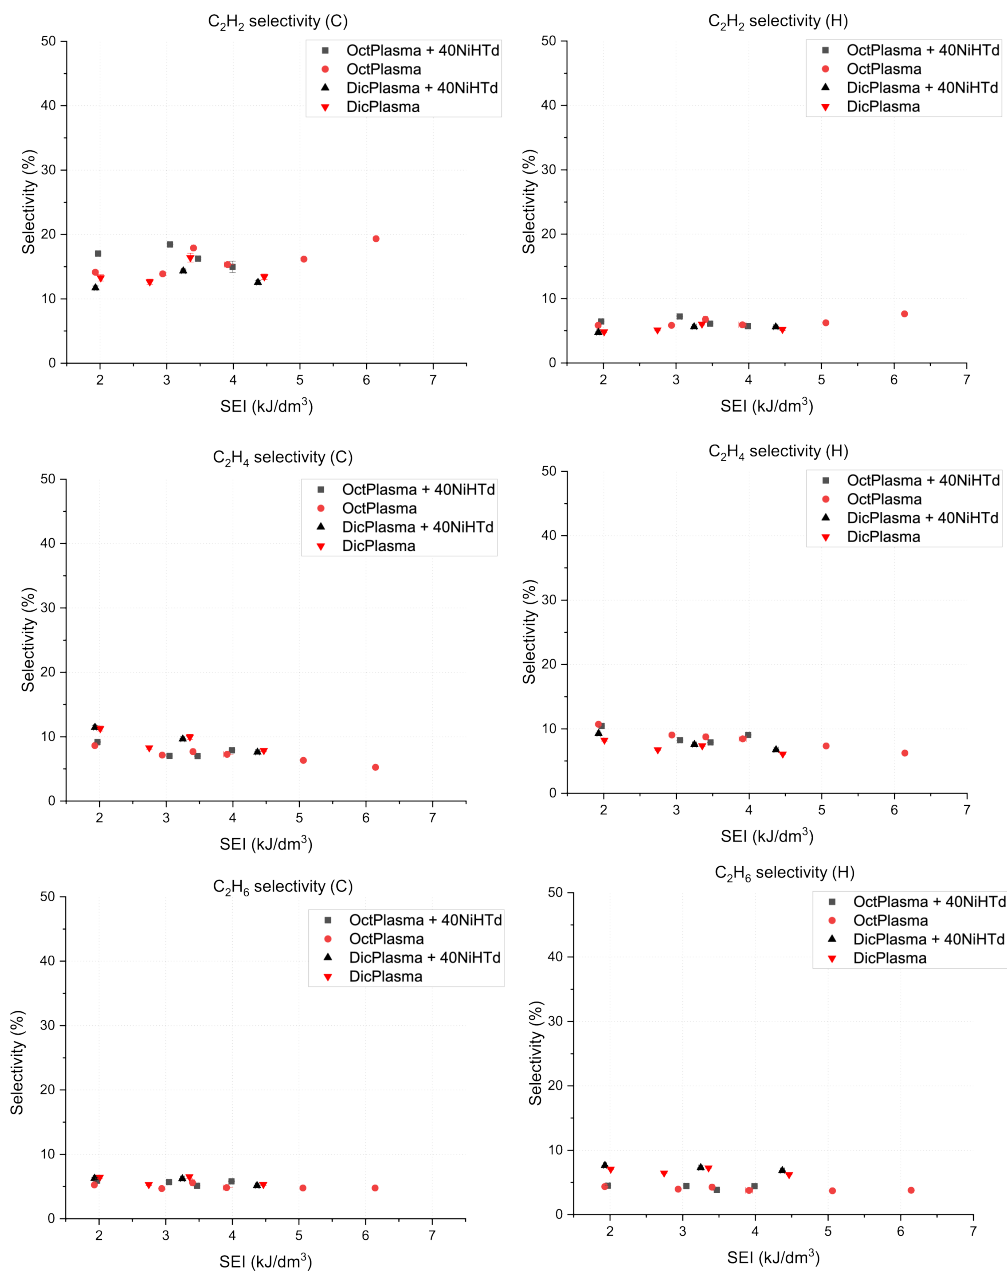 C₂H₂ selectivity (C)
OctPlasma + 40NiHTd
OctPlasma
DicPlasma + 40NiHTd
DicPlasma
Selectivity (%)
50
40
30
20
10
0
2 3 4 5 6 7
SEI (kJ/dm³)
C₂H₂ selectivity (H)
OctPlasma + 40NiHTd
OctPlasma
DicPlasma + 40NiHTd
DicPlasma
Selectivity (%)
50
40
30
20
10
0
2 3 4 5 6 7
SEI (kJ/dm³)
C₂H₄ selectivity (C)
OctPlasma + 40NiHTd
OctPlasma
DicPlasma + 40NiHTd
DicPlasma
Selectivity (%)
50
40
30
20
10
0
2 3 4 5 6 7
SEI (kJ/dm³)
C₂H₄ selectivity (H)
OctPlasma + 40NiHTd
OctPlasma
DicPlasma + 40NiHTd
DicPlasma
Selectivity (%)
50
40
30
20
10
0
2 3 4 5 6 7
SEI (kJ/dm³)
C₂H₆ selectivity (C)
OctPlasma + 40NiHTd
OctPlasma
DicPlasma + 40NiHTd
DicPlasma
Selectivity (%)
50
40
30
20
10
0
2 3 4 5 6 7
SEI (kJ/dm³)
C₂H₆ selectivity (H)
OctPlasma + 40NiHTd
OctPlasma
DicPlasma + 40NiHTd
DicPlasma
Selectivity (%)
50
40
30
20
10
0
2 3 4 5 6 7
SEI (kJ/dm³)